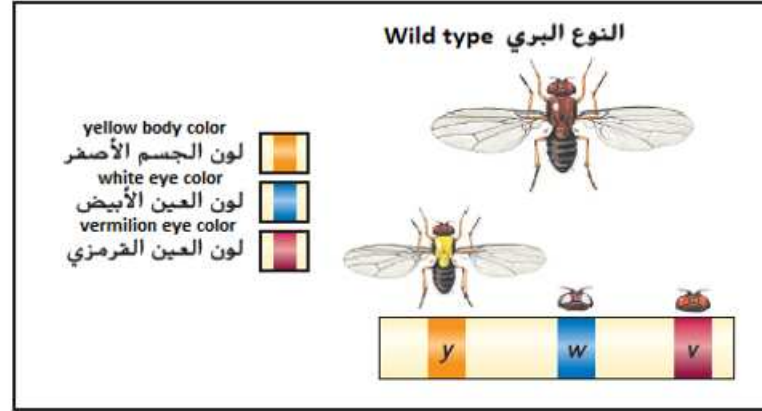 Wild type النوع البري
yellow body color
لون الجسم الأصفر
white eye color
لون العين الأبيض
vermilion eye color
لون العين القرمزي
y w v